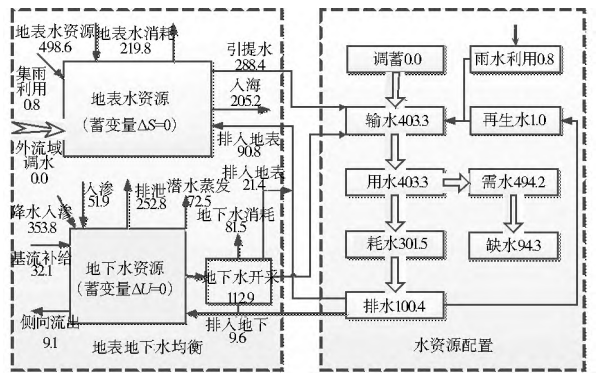 地表水资源
498.6
地表水消耗
219.8
集雨
利用
0.8
地表水资源
(蓄变量ΔS=0)
外流域
调水
0.0
引提水
288.4
入海
205.2
排入地表
90.8
排入地表
21.4
降水入渗
353.8
入渗
51.9
排泄
252.8
潜水蒸发
72.5
地下水消耗
81.5
基流补给
32.1
地下水资源
(蓄变量ΔU=0)
地下水开采
112.9
侧向流出
9.1
排入地下
9.6
地表地下水均衡
调蓄0.0
雨水利用0.8
输水403.3
再生水1.0
用水403.3
需水494.2
耗水301.5
缺水94.3
排水100.4
水资源配置